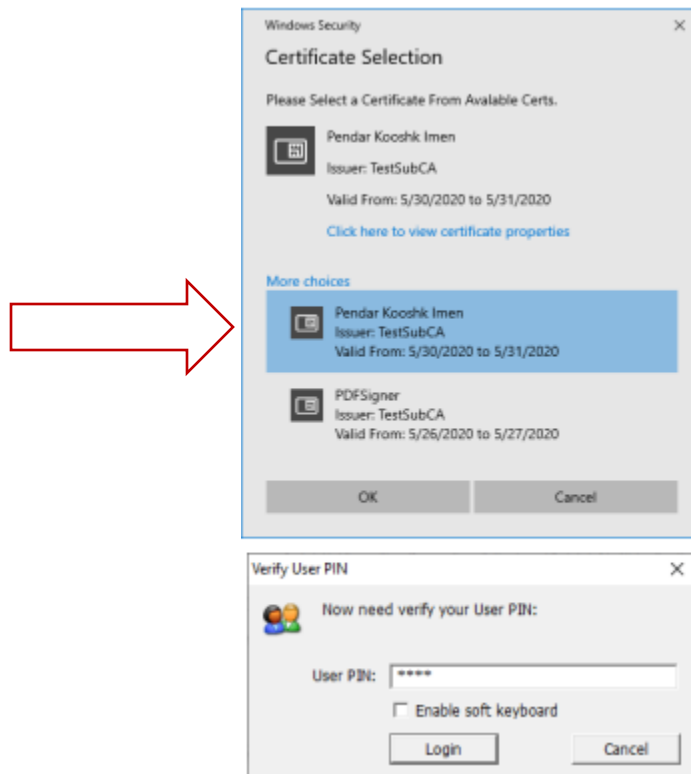 Windows Security
Certificate Selection
Please Select a Certificate From Avalable Certs.
Pendar Kooshk Imen
Issuer: TestSubCA
Valid From: 5/30/2020 to 5/31/2020
Click here to view certificate properties
More choices
Pendar Kooshk Imen
Issuer: TestSubCA
Valid From: 5/30/2020 to 5/31/2020
PDFSigner
Issuer: TestSubCA
Valid From: 5/26/2020 to 5/27/2020
OK Cancel
Verify User PIN
Now need verify your User PIN:
User PIN: ****
Enable soft keyboard
Login Cancel